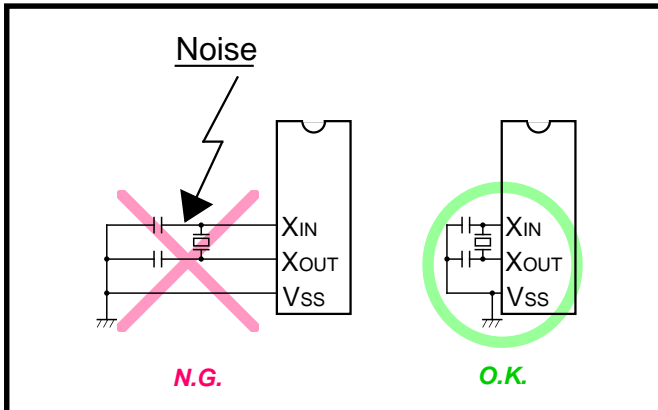 Noise
XIN
XOUT
VSS
N.G.
XIN
XOUT
VSS
O.K.